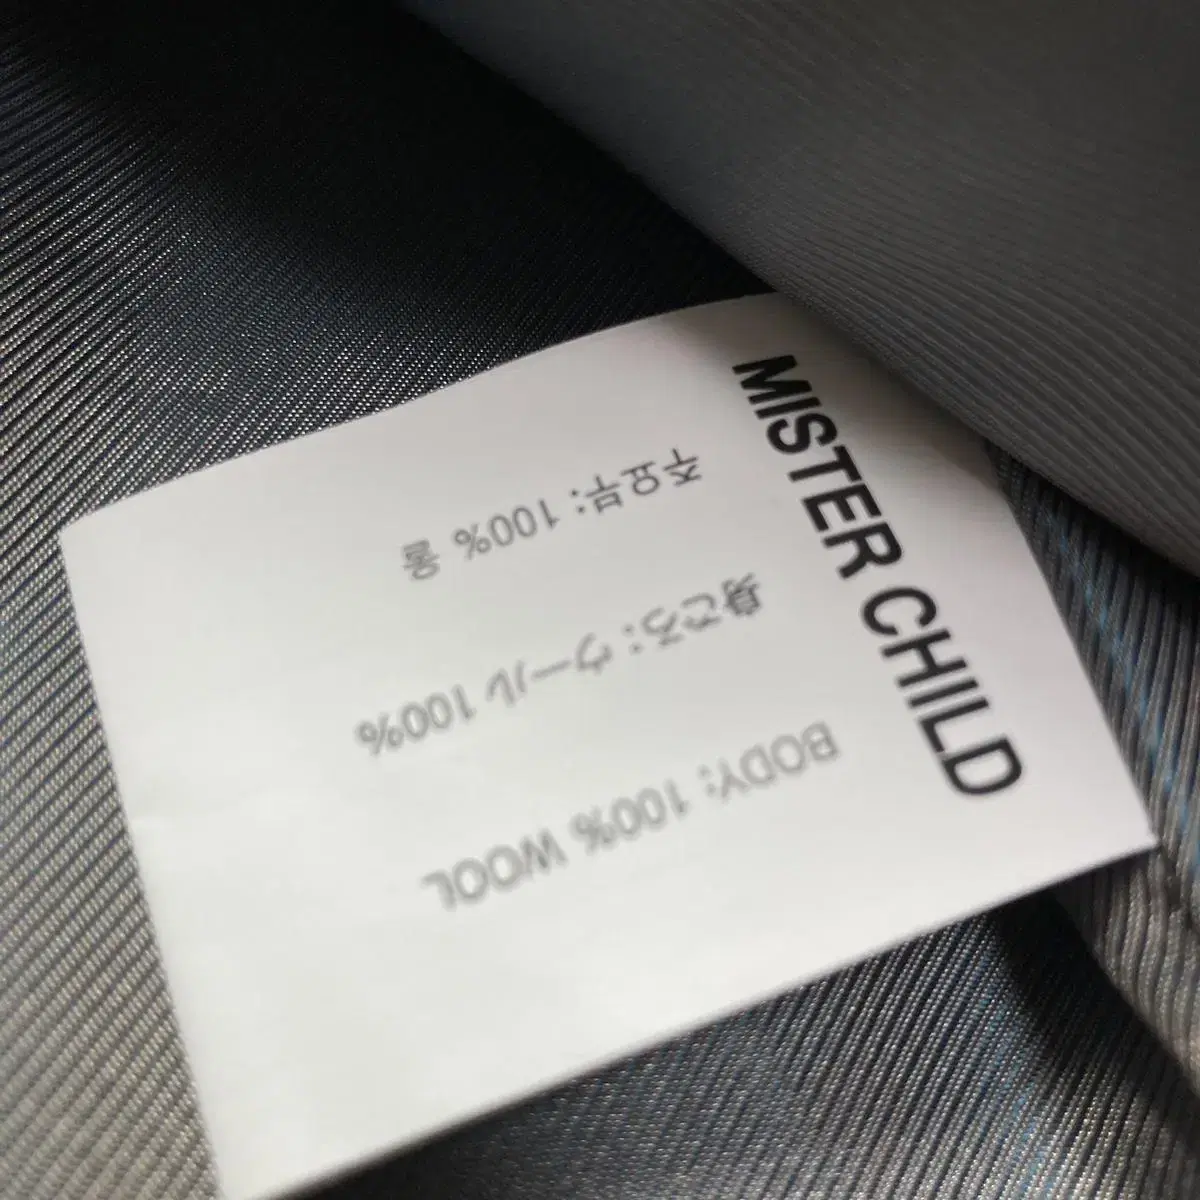 MISTER CHILD
주요부: 100% 울
身ごろ: ウール 100%
BODY: 100% WOOL